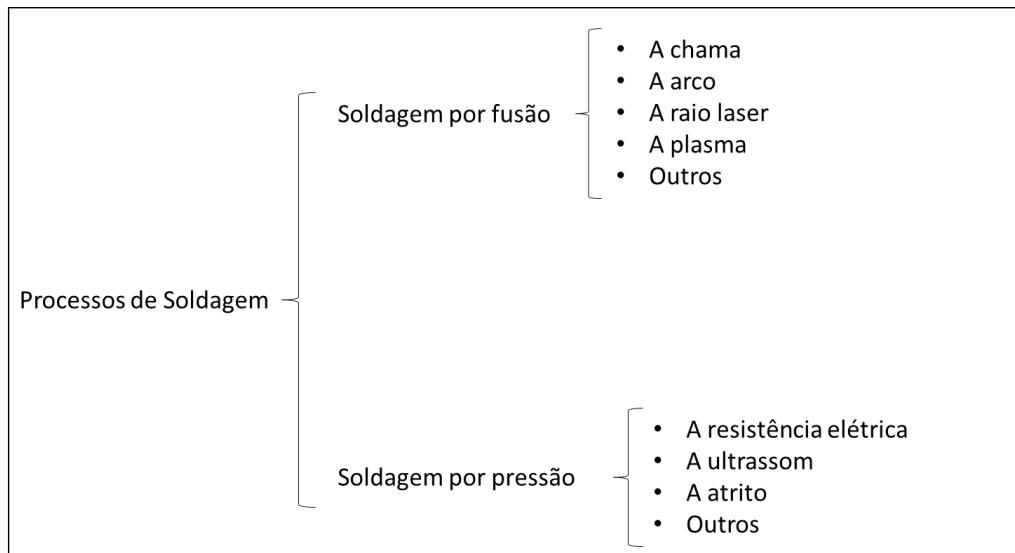 Processos de Soldagem
Soldagem por fusão
• A chama
• A arco
• A raio laser
• A plasma
• Outros
Soldagem por pressão
• A resistência elétrica
• A ultrassom
• A atrito
• Outros